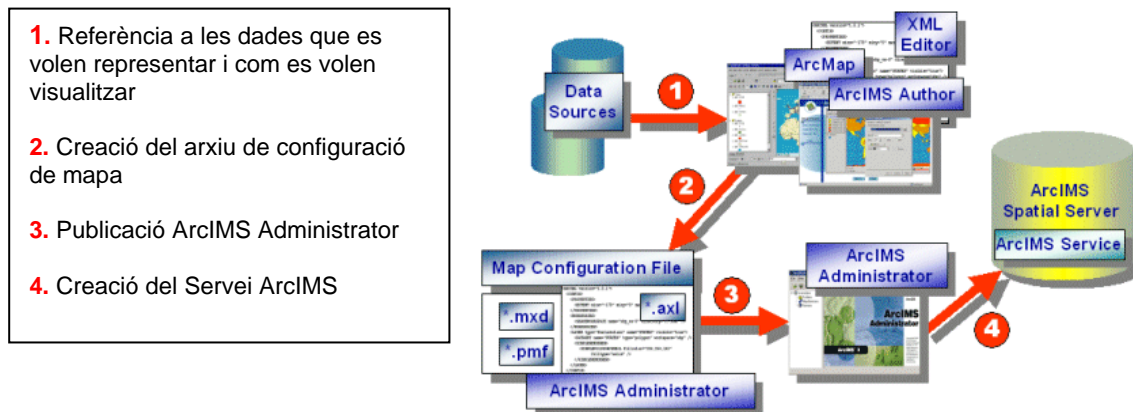 1. Referència a les dades que es
volen representar i com es volen
visualitzar
2. Creació del arxiu de configuració
de mapa
3. Publicació ArcIMS Administrator
4. Creació del Servei ArcIMS
Data
Sources
1
XML
Editor
ArcMap
ArcIMS Author
2
ArcIMS
Spatial Server
ArcIMS Service
Map Configuration File
*.mxd
*.axl
*.pmf
ArcIMS Administrator
3
ArcIMS
Administrator
ArcIMS
Administrator
4